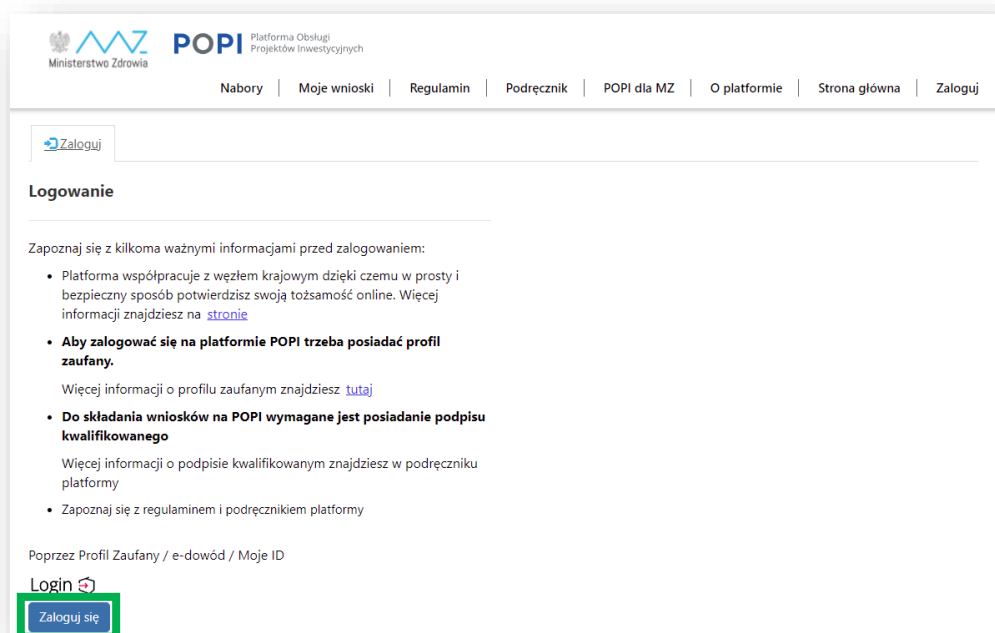 Ministerstwo Zdrowia
POPI
Platforma Obsługi
Projektów Inwestycyjnych
Nabory
Moje wnioski
Regulamin
Podręcznik
POPI dla MZ
O platformie
Strona główna
Zaloguj
Zaloguj
Logowanie
Zapoznaj się z kilkoma ważnymi informacjami przed zalogowaniem:
Platforma współpracuje z węzłem krajowym dzięki czemu w prosty i
bezpieczny sposób potwierdzisz swoją tożsamość online. Więcej
informacji znajdziesz na stronie
Aby zalogować się na platformie POPI trzeba posiadać profil
zaufany.
Więcej informacji o profilu zaufanym znajdziesz tutaj
Do składania wniosków na POPI wymagane jest posiadanie podpisu
kwalifikowanego
Więcej informacji o podpisie kwalifikowanym znajdziesz w podręczniku
platformy
Zapoznaj się z regulaminem i podręcznikiem platformy
Poprzez Profil Zaufany / e-dowód / Moje ID
Login
Zaloguj się